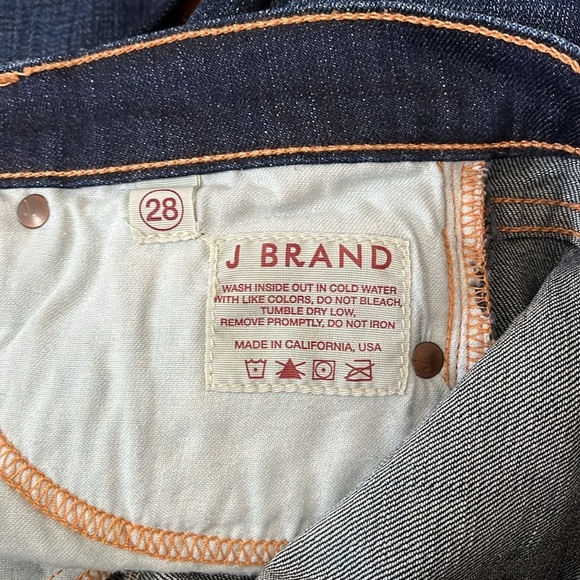 28
J BRAND
WASH INSIDE OUT IN COLD WATER
WITH LIKE COLORS, DO NOT BLEACH,
TUMBLE DRY LOW,
REMOVE PROMPTLY, DO NOT IRON
MADE IN CALIFORNIA, USA